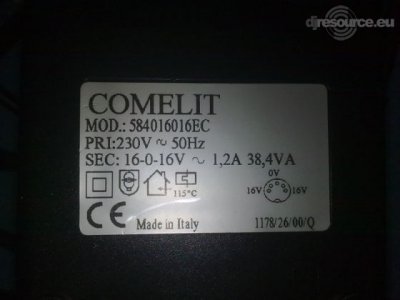 djresource.eu
COMELIT
MOD.: 584016016EC
PRI:230V ~ 50Hz
SEC: 16-0-16V ~ 1,2A 38,4VA
0V
16V 16V
115°C
CE Made in Italy 1178/26/00/Q